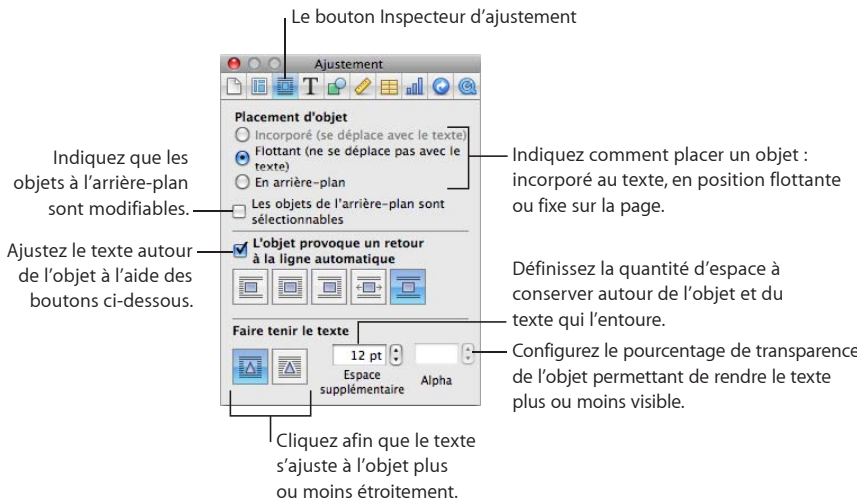 Le bouton Inspecteur d’ajustement
Ajustement
T
Placement d'objet
Incorporé (se déplace avec le texte)
Flottant (ne se déplace pas avec le
texte)
En arrière-plan
Les objets de l'arrière-plan sont
sélectionnables
L'objet provoque un retour
à la ligne automatique
Faire tenir le texte
12 pt
Espace
supplémentaire
Alpha
Indiquez que les
objets à l’arrière-plan
sont modifiables.
Ajustez le texte autour
de l’objet à l’aide des
boutons ci-dessous.
Indiquez comment placer un objet :
incorporé au texte, en position flottante
ou fixe sur la page.
Définissez la quantité d’espace à
conserver autour de l’objet et du
texte qui l’entoure.
Configurez le pourcentage de transparence
de l’objet permettant de rendre le texte
plus ou moins visible.
Cliquez afin que le texte
s’ajuste à l’objet plus
ou moins étroitement.